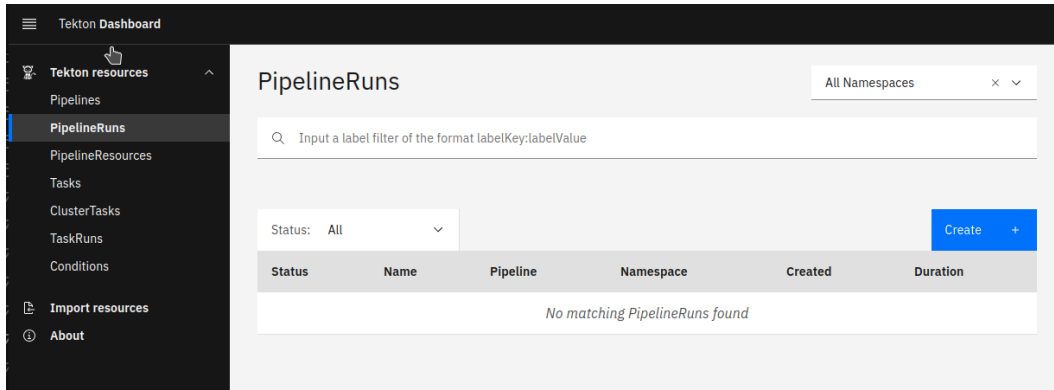 Tekton Dashboard
Tekton resources
Pipelines
PipelineRuns
PipelineResources
Tasks
ClusterTasks
TaskRuns
Conditions
Import resources
About
PipelineRuns
All Namespaces
Input a label filter of the format labelKey:labelValue
Status: All
Create +
Status Name Pipeline Namespace Created Duration
No matching PipelineRuns found